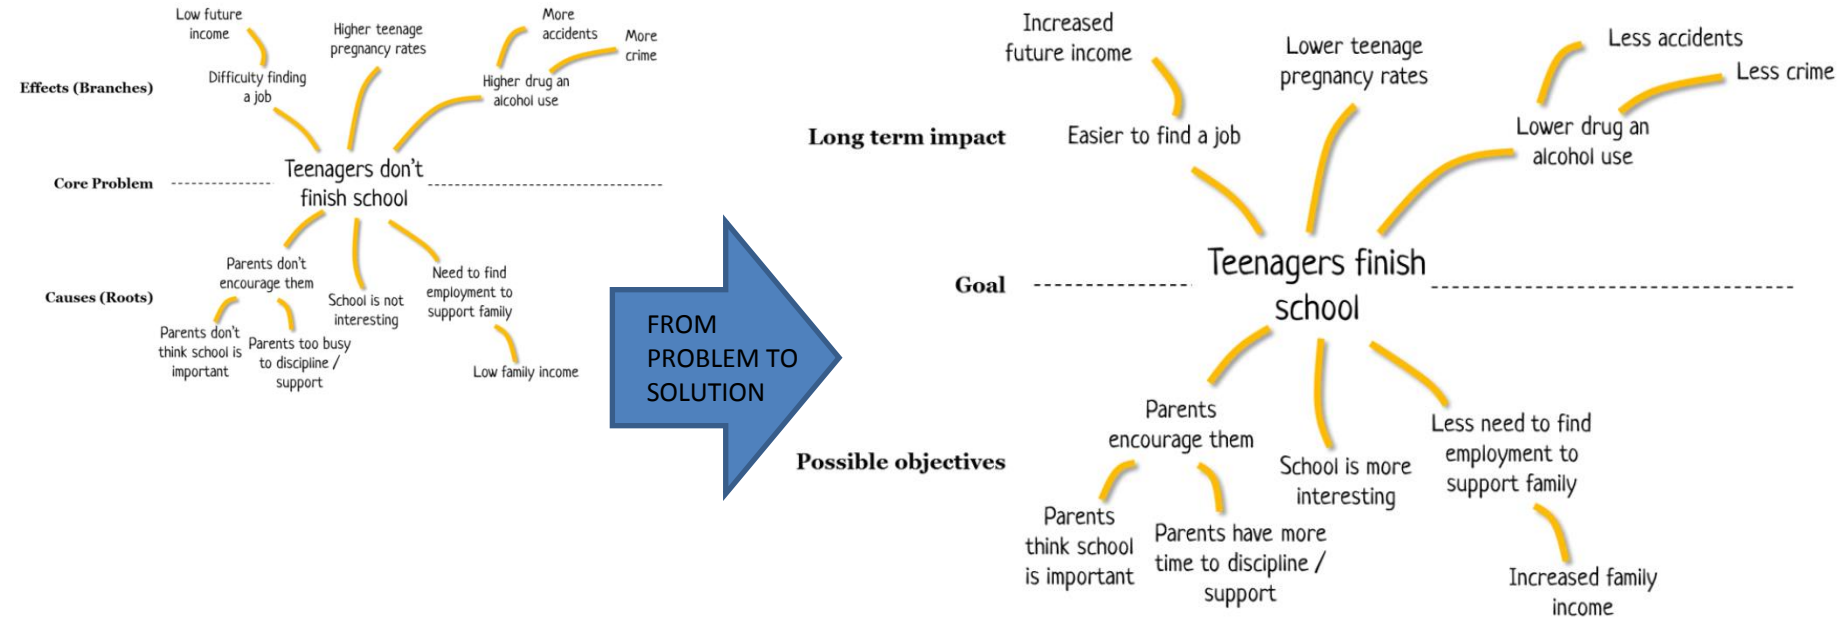 Low future
income
Higher teenage
pregnancy rates
More
accidents
More
crime
Effects (Branches)
Difficulty finding
a job
Higher drug an
alcohol use
Core Problem
Teenagers don't
finish school
Causes (Roots)
Parents don't
encourage them
School is not
interesting
Need to find
employment to
support family
Parents don't
think school is
important
Parents too busy
to discipline /
support
Low family income
FROM
PROBLEM TO
SOLUTION
Increased
future income
Lower teenage
pregnancy rates
Less accidents
Less crime
Long term impact
Easier to find a job
Lower drug an
alcohol use
Goal
Teenagers finish
school
Possible objectives
Parents
encourage them
School is more
interesting
Less need to find
employment to
support family
Parents
think school
is important
Parents have more
time to discipline /
support
Increased family
income